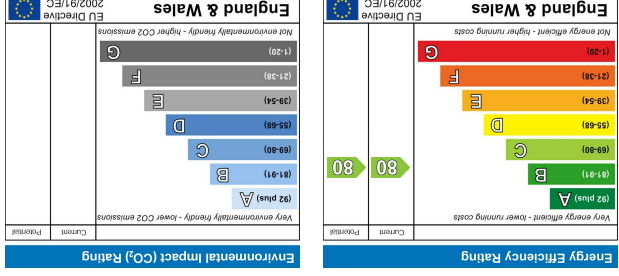 Energy Efficiency Rating
Current Potential
Very energy efficient - lower running costs
(92 plus) A
(81-91) B
(69-80) C
(55-68) D
(39-54) E
(21-38) F
(1-20) G
Not energy efficient - higher running costs
80 80
England & Wales
EU Directive
2002/91/EC
Environmental Impact (CO₂) Rating
Current Potential
Very environmentally friendly - lower CO2 emissions
(92 plus) A
(81-91) B
(69-80) C
(55-68) D
(39-54) E
(21-38) F
(1-20) G
Not environmentally friendly - higher CO2 emissions
England & Wales
EU Directive
2002/91/EC